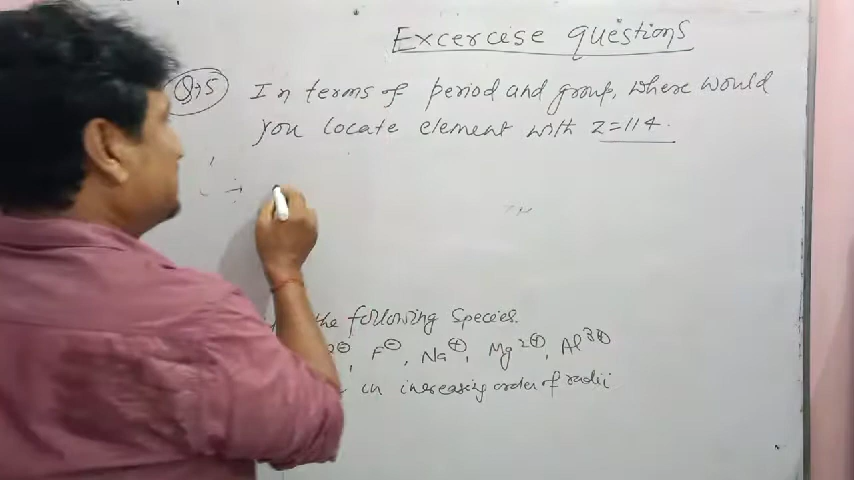 Excercise questions
Q→5 In terms of period and group, where would
you locate element with z=114.
the following species.
F⊖, Na⊕, Mg2⊕, Al3⊕
in increasing order of radii